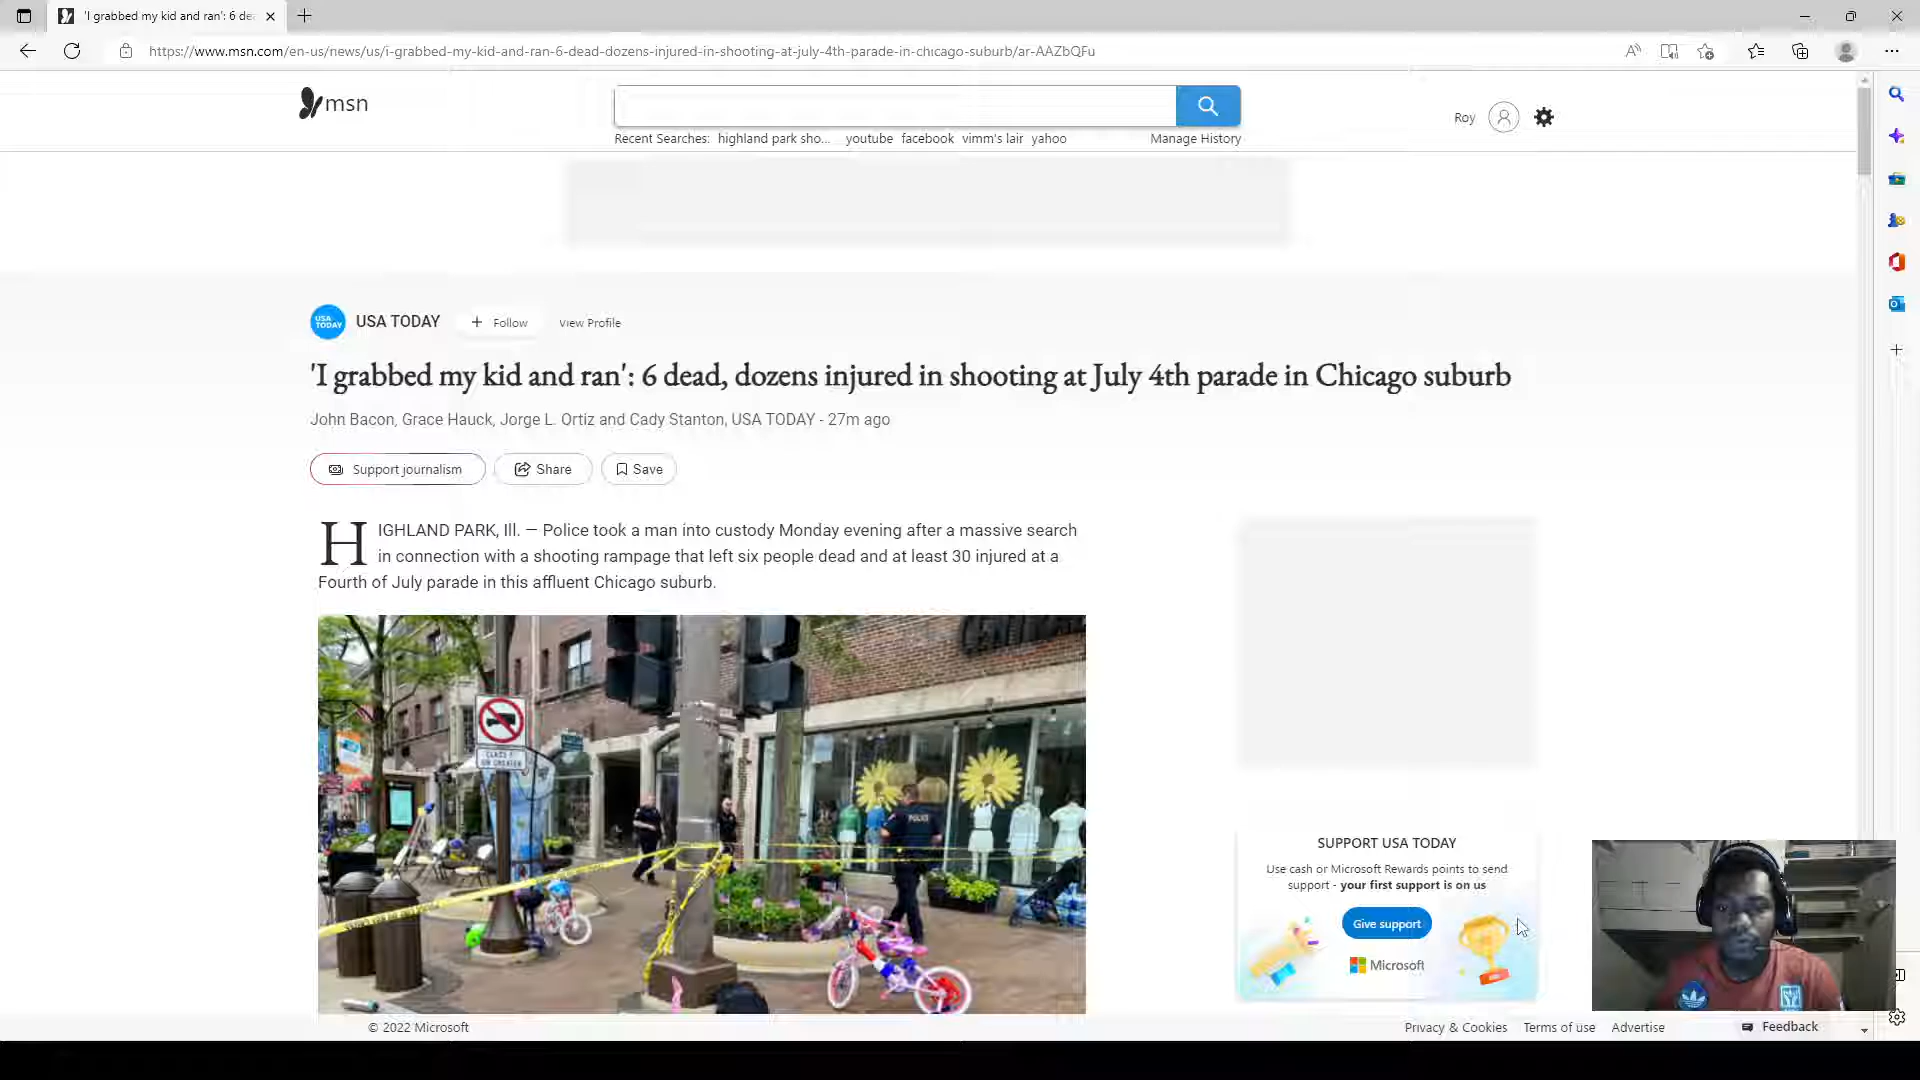 'I grabbed my kid and ran': 6 de
https://www.msn.com/en-us/news/us/i-grabbed-my-kid-and-ran-6-dead-dozens-injured-in-shooting-at-july-4th-parade-in-chicago-suburb/ar-AAZbQFu
msn
Roy
Recent Searches: highland park sho... youtube facebook vimm's lair yahoo Manage History
USA TODAY
USA TODAY + Follow View Profile
'I grabbed my kid and ran': 6 dead, dozens injured in shooting at July 4th parade in Chicago suburb
John Bacon, Grace Hauck, Jorge L. Ortiz and Cady Stanton, USA TODAY - 27m ago
Support journalism Share Save
HIGHLAND PARK, Ill. — Police took a man into custody Monday evening after a massive search
in connection with a shooting rampage that left six people dead and at least 30 injured at a
Fourth of July parade in this affluent Chicago suburb.
POLICE
SUPPORT USA TODAY
Use cash or Microsoft Rewards points to send
support - your first support is on us
Give support
Microsoft
© 2022 Microsoft
Privacy & Cookies Terms of use Advertise Feedback